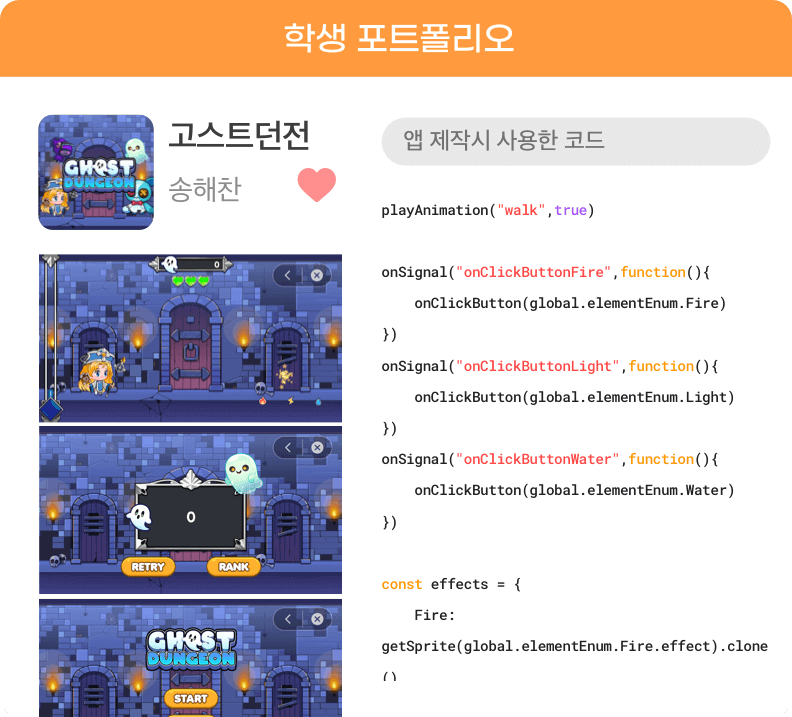 학생 포트폴리오
GHOST
DUNGEON
고스트던전
송해찬
0
0
RETRY
RANK
GHOST
DUNGEON
START
앱 제작시 사용한 코드
playAnimation("walk",true)
onSignal("onClickButtonFire",function(){
onClickButton(global.elementEnum.Fire)
})
onSignal("onClickButtonLight",function(){
onClickButton(global.elementEnum.Light)
})
onSignal("onClickButtonWater",function(){
onClickButton(global.elementEnum.Water)
})
const effects = {
Fire:
getSprite(global.elementEnum.Fire.effect).clone
()